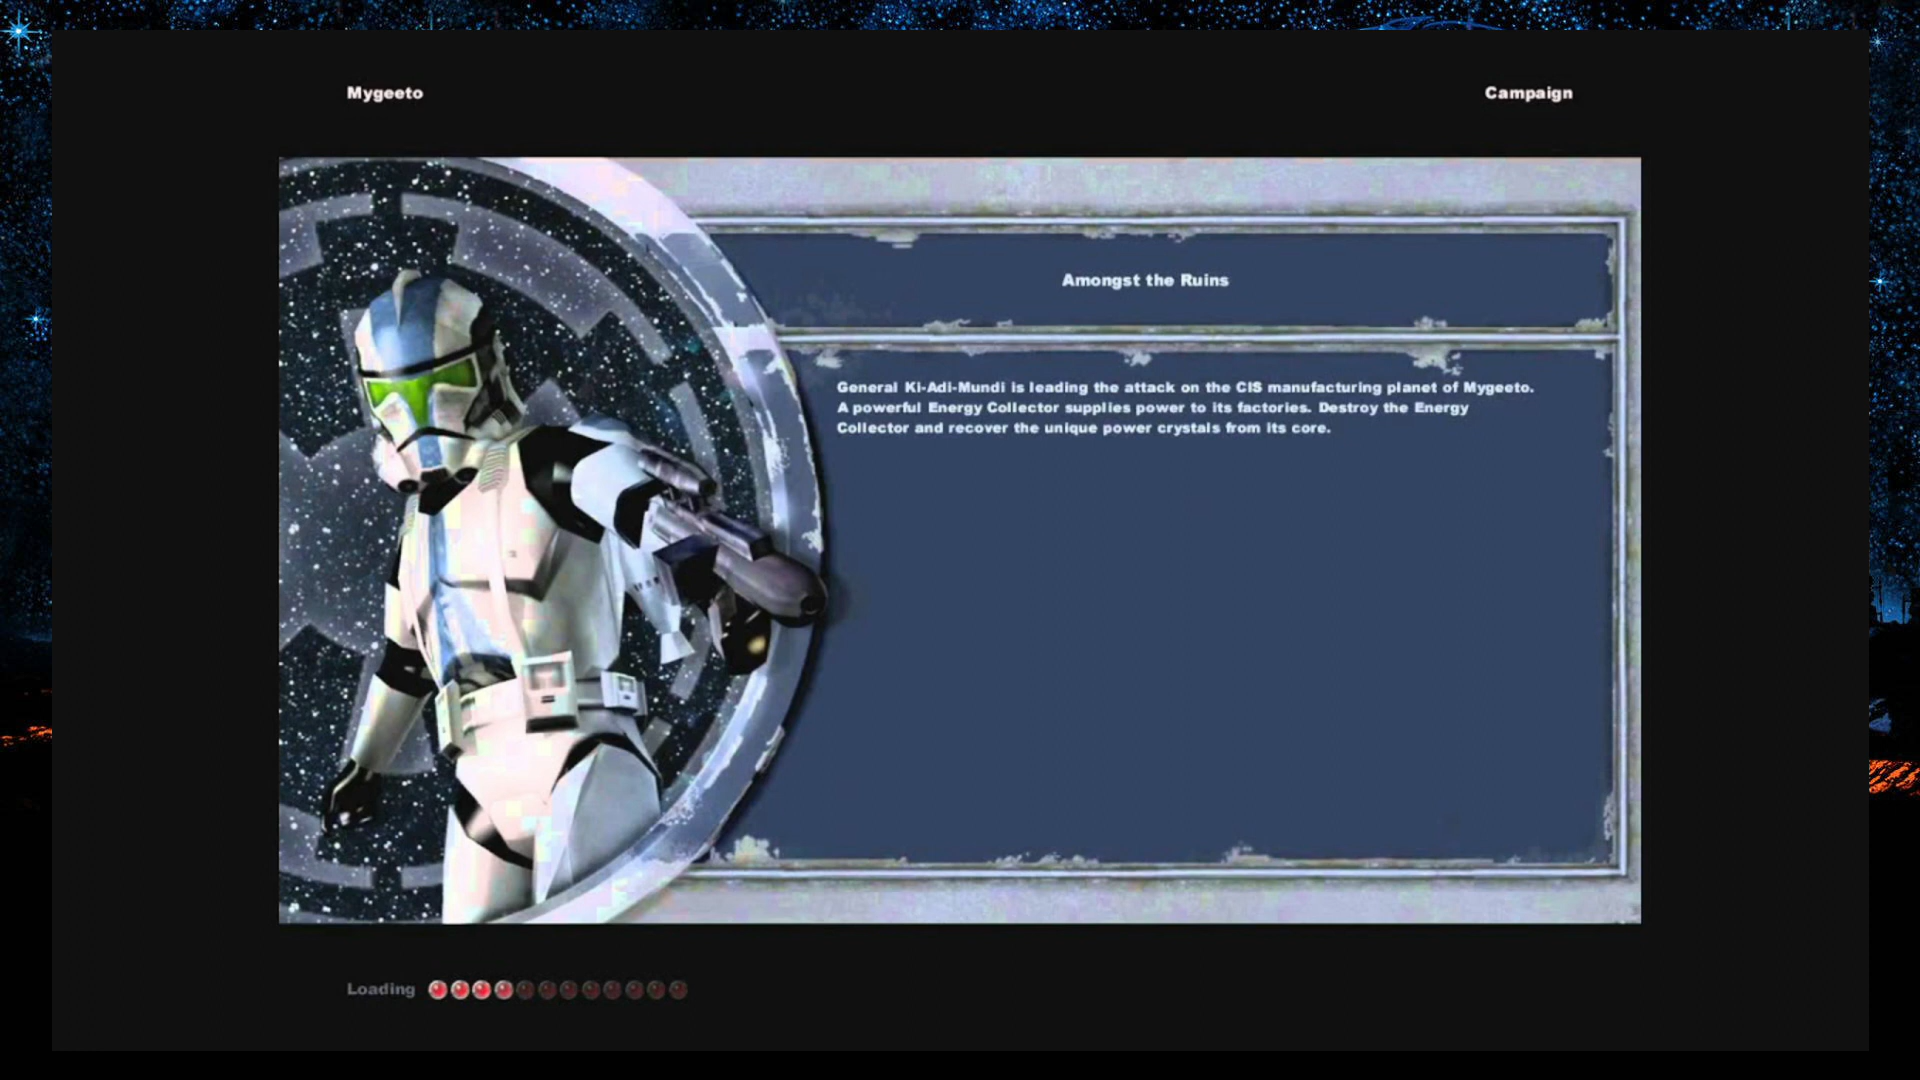 Mygeeto
Campaign
Amongst the Ruins
General Ki-Adi-Mundi is leading the attack on the CIS manufacturing planet of Mygeeto.
A powerful Energy Collector supplies power to its factories. Destroy the Energy
Collector and recover the unique power crystals from its core.
Loading